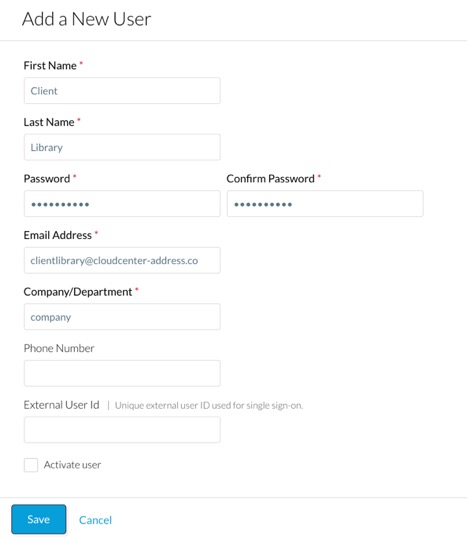 Add a New User
First Name *
Client
Last Name *
Library
Password * Confirm Password *
•••••••••• ••••••••••
Email Address *
clientlibrary@cloudcenter-address.co
Company/Department *
company
Phone Number
External User Id | Unique external user ID used for single sign-on.
Activate user
Save Cancel